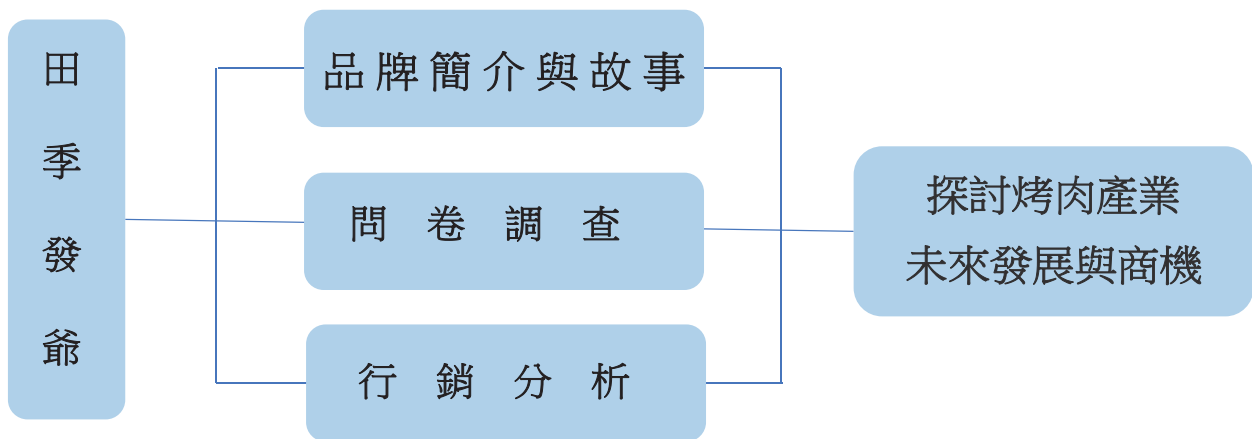 田季發爺
品牌簡介與故事
問卷調查
行銷分析
探討烤肉產業
未來發展與商機